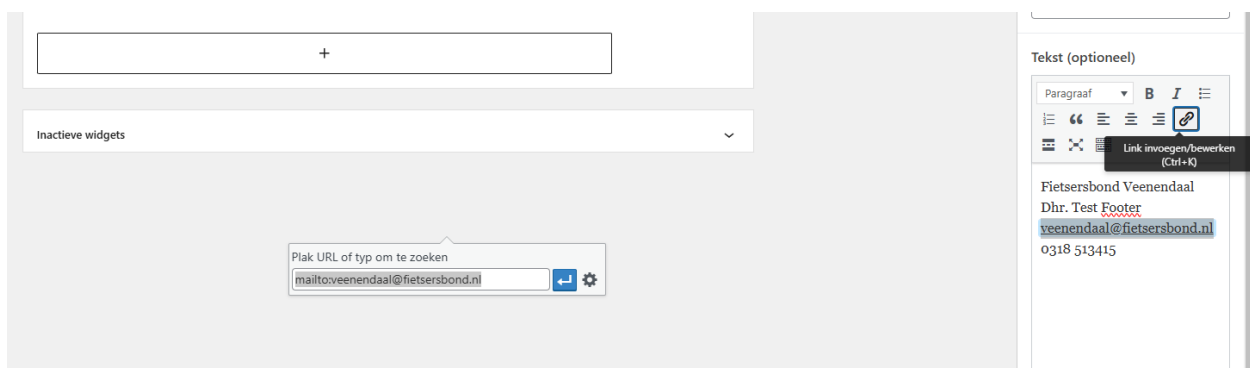 +
Inactieve widgets
Plak URL of typ om te zoeken
mailto:veenendaal@fietsersbond.nl
Tekst (optioneel)
Paragraaf
B I
Link invoegen/bewerken
(Ctrl+K)
Fietsersbond Veenendaal
Dhr. Test Footer
veenendaal@fietsersbond.nl
0318 513415